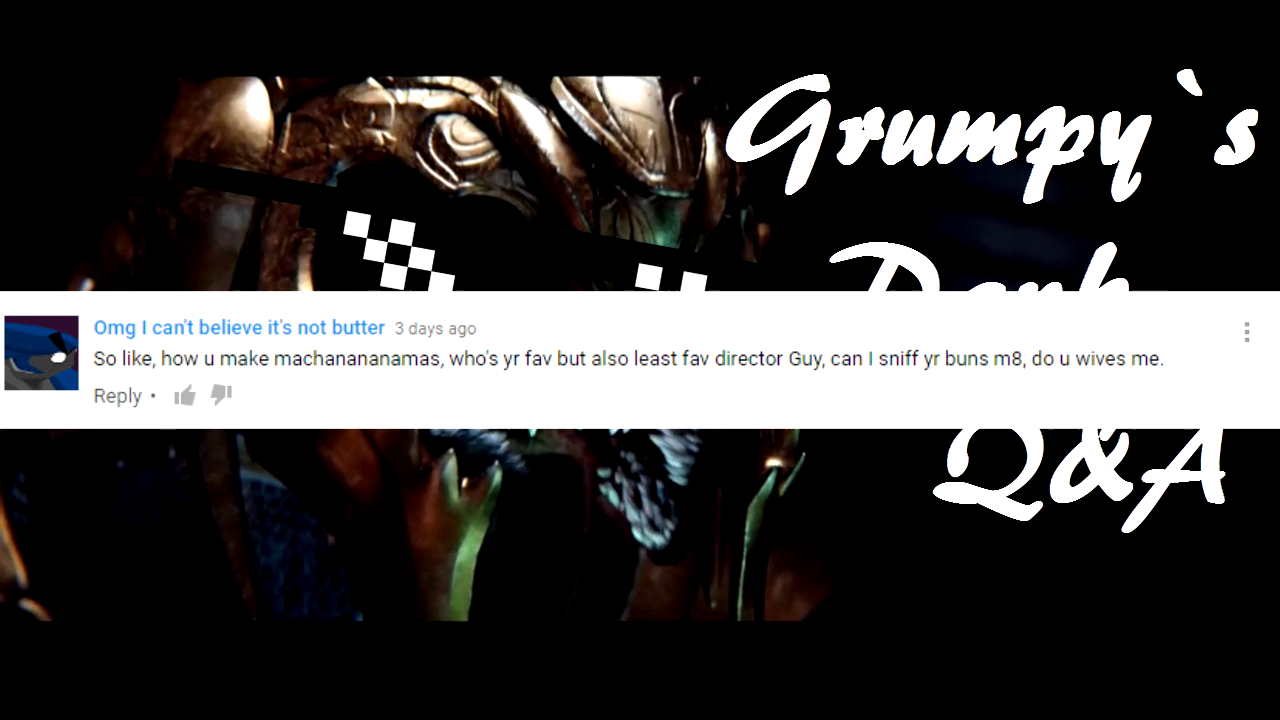 Grumpy`s
Dark
Omg I can't believe it's not butter 3 days ago
So like, how u make machanananamas, who's yr fav but also least fav director Guy, can I sniff yr buns m8, do u wives me.
Reply •
Q&A